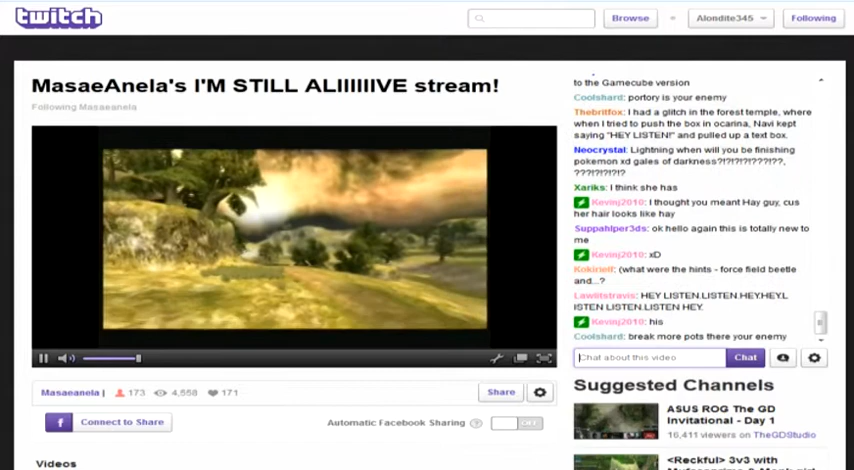 twitch
Browse
Alondite345
Following
MasaeAnela's I'M STILL ALIIIIIIVE stream!
Following Masaeanela
to the Gamecube version
Coolshard: portory is your enemy
Thebritfox: I had a glitch in the forest temple, where
when I tried to push the box in ocarina, Navi kept
saying "HEY LISTEN!" and pulled up a text box.
Neocrystal: Lightning when will you be finishing
pokemon xd gales of darkness?!?!?!?!???!??,
???!?!?!?!?
Xariks: I think she has
Kevinj2010: I thought you meant Hay guy, cus
her hair looks like hay
Suppahlper3ds: ok hello again this is totally new to
me
Kevinj2010: xD
Kokirielf: (what were the hints - force field beetle
and...?
Lawlitstravis: HEY LISTEN.LISTEN.HEY.HEY.L
ISTEN LISTEN.LISTEN HEY.
Kevinj2010: his
Coolshard: break more pots there your enemy
Chat about this video
Chat
Masaeanela |
173
4,558
171
Share
f Connect to Share
Automatic Facebook Sharing
?
OFF
Suggested Channels
ASUS ROG The GD
Invitational - Day 1
16,411 viewers on TheGDStudio
<Reckful> 3v3 with
Videos